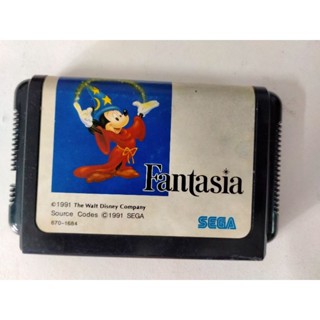 Fantasia
©1991 The Walt Disney Company
Source Codes ©1991 SEGA
670-1684
SEGA